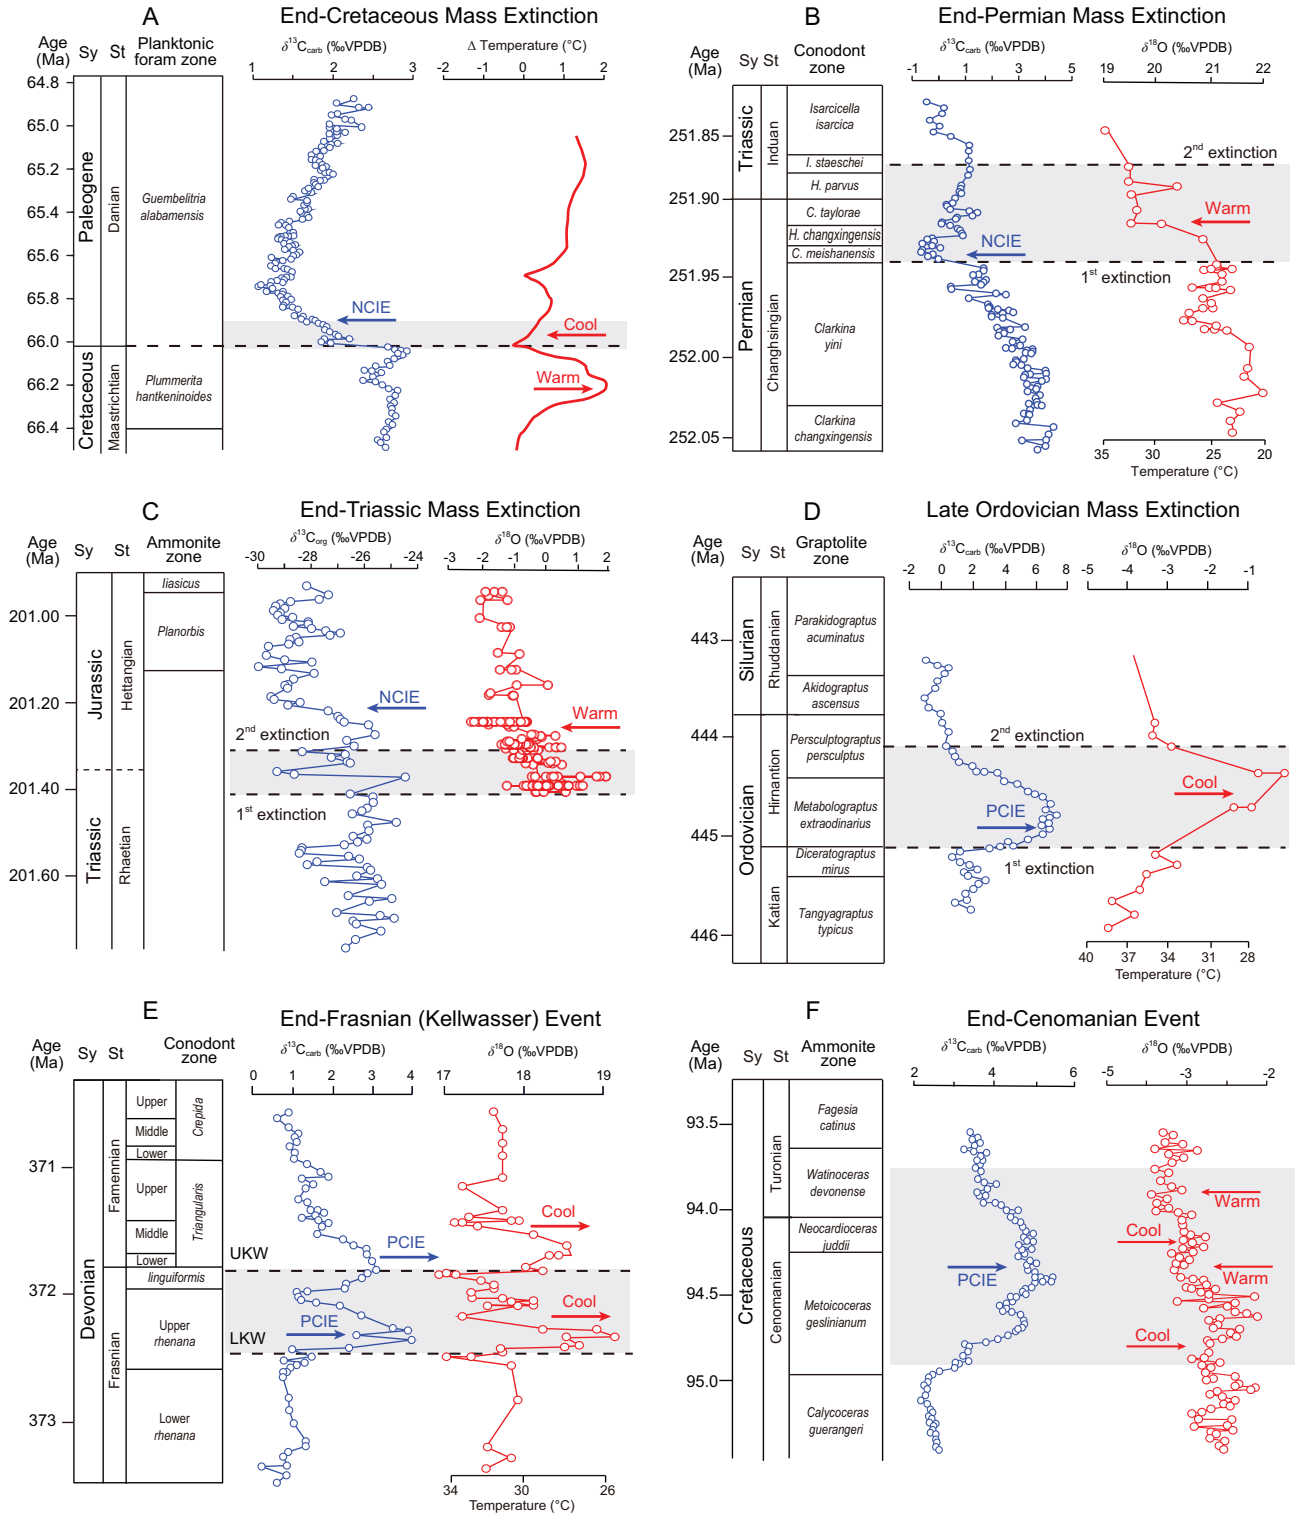 A
End-Cretaceous Mass Extinction
Age
(Ma)
Sy
St
Planktonic
foram zone
δ13Ccarb (‰VPDB)
Δ Temperature (°C)
1
2
3
-2
-1
0
1
2
64.8
65.0
65.2
65.4
65.6
65.8
66.0
66.2
66.4
Paleogene
Cretaceous
Danian
Maastrichtian
Guembelitria
alabamensis
Plummerita
hantkeninoides
NCIE
Cool
Warm
B
End-Permian Mass Extinction
Age
(Ma)
Sy
St
Conodont
zone
δ13Ccarb (‰VPDB)
δ18O (‰VPDB)
-1
1
3
5
19
20
21
22
251.85
251.90
251.95
252.00
252.05
Triassic
Permian
Induan
Changhsingian
Isarcicella
isarcica
I. staeschei
H. parvus
C. taylorae
H. changxingensis
C. meishanensis
Clarkina
yini
Clarkina
changxingensis
2nd extinction
Warm
NCIE
1st extinction
35
30
25
20
Temperature (°C)
C
End-Triassic Mass Extinction
Age
(Ma)
Sy
St
Ammonite
zone
δ13Corg (‰VPDB)
δ18O (‰VPDB)
-30
-28
-26
-24
-3
-2
-1
0
1
2
201.00
201.20
201.40
201.60
Jurassic
Triassic
Hettangian
Rhaetian
liasicus
Planorbis
NCIE
Warm
2nd extinction
1st extinction
D
Late Ordovician Mass Extinction
Age
(Ma)
Sy
St
Graptolite
zone
δ13Ccarb (‰VPDB)
δ18O (‰VPDB)
-2
0
2
4
6
8
-5
-4
-3
-2
-1
443
444
445
446
Silurian
Ordovician
Rhuddanian
Hirnantion
Katian
Parakidograptus
acuminatus
Akidograptus
ascensus
Persculptograptus
persculptus
Metabolograptus
extraodinarius
Diceratograptus
mirus
Tangyagraptus
typicus
2nd extinction
Cool
PCIE
1st extinction
40
37
34
31
28
Temperature (°C)
E
End-Frasnian (Kellwasser) Event
Age
(Ma)
Sy
St
Conodont
zone
δ13Ccarb (‰VPDB)
δ18O (‰VPDB)
0
1
2
3
4
17
18
19
371
372
373
Devonian
Famennian
Frasnian
Upper
Middle
Lower
Crepida
Upper
Middle
Lower
Triangularis
linguiformis
Upper
rhenana
Lower
rhenana
UKW
LKW
PCIE
Cool
PCIE
Cool
34
30
26
Temperature (°C)
F
End-Cenomanian Event
Age
(Ma)
Sy
St
Ammonite
zone
δ13Ccarb (‰VPDB)
δ18O (‰VPDB)
2
4
6
-5
-4
-3
-2
93.5
94.0
94.5
95.0
Cretaceous
Turonian
Cenomanian
Fagesia
catinus
Watinoceras
devonense
Neocardioceras
juddii
Metoicoceras
geslinianum
Calycoceras
guerangeri
PCIE
Warm
Cool
Warm
Cool